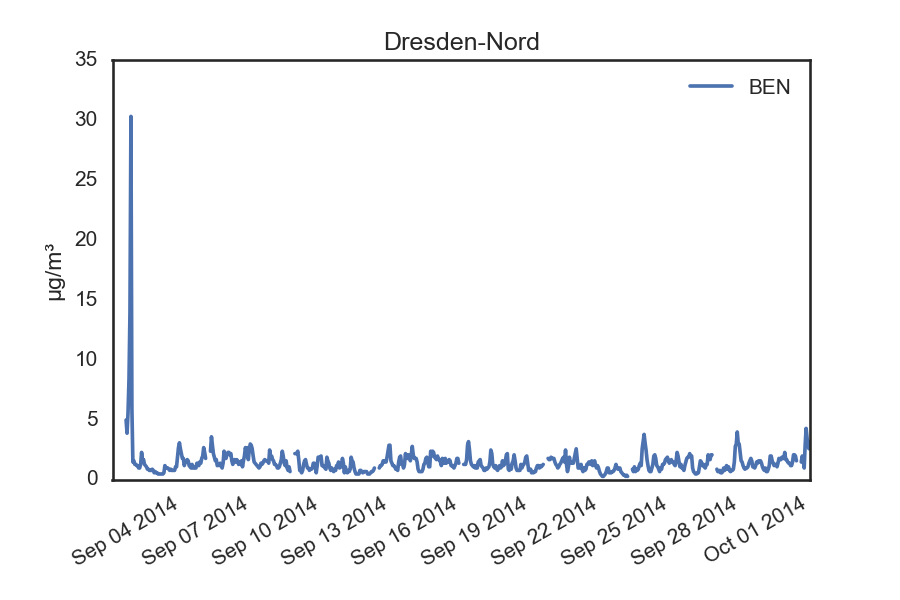 Dresden-Nord
BEN
µg/m³
35
30
25
20
15
10
5
0
Sep 04 2014
Sep 07 2014
Sep 10 2014
Sep 13 2014
Sep 16 2014
Sep 19 2014
Sep 22 2014
Sep 25 2014
Sep 28 2014
Oct 01 2014